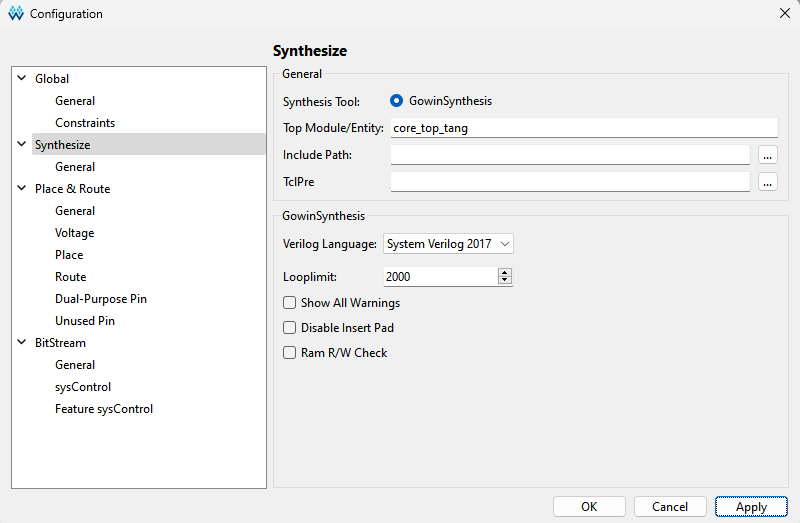 Configuration
Global
General
Constraints
Synthesize
General
Place & Route
General
Voltage
Place
Route
Dual-Purpose Pin
Unused Pin
BitStream
General
sysControl
Feature sysControl
Synthesize
General
Synthesis Tool: GowinSynthesis
Top Module/Entity: core_top_tang
Include Path: ...
TclPre ...
GowinSynthesis
Verilog Language: System Verilog 2017
Looplimit: 2000
Show All Warnings
Disable Insert Pad
Ram R/W Check
OK Cancel Apply